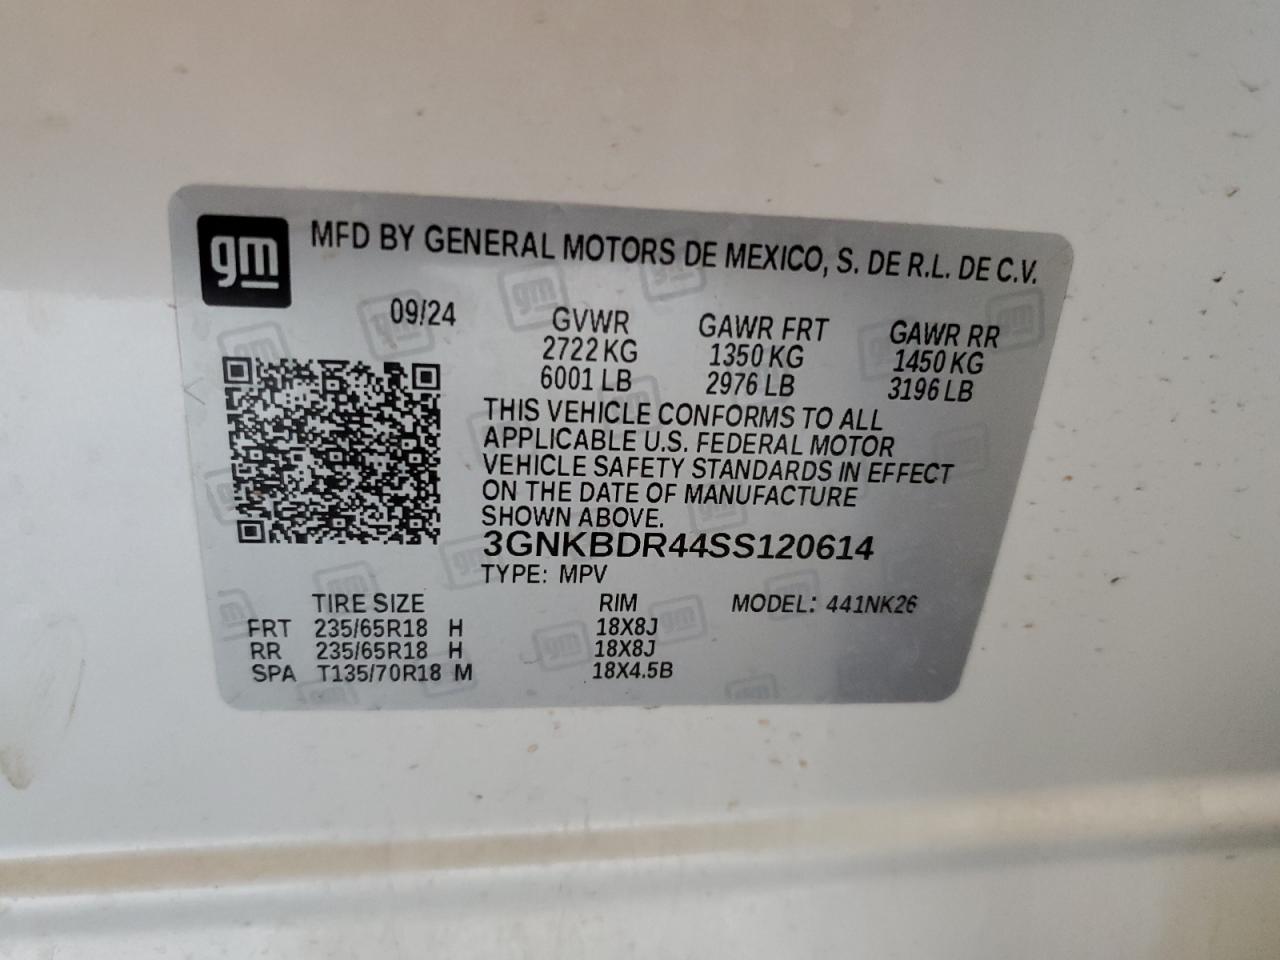 gm MFD BY GENERAL MOTORS DE MEXICO, S. DE R.L. DE C.V.
09/24 GVWR GAWR FRT GAWR RR
2722 KG 1350 KG 1450 KG
6001 LB 2976 LB 3196 LB
THIS VEHICLE CONFORMS TO ALL
APPLICABLE U.S. FEDERAL MOTOR
VEHICLE SAFETY STANDARDS IN EFFECT
ON THE DATE OF MANUFACTURE
SHOWN ABOVE.
3GNKBDR44SS120614
TYPE: MPV
TIRE SIZE RIM MODEL: 441NK26
FRT 235/65R18 H 18X8J
RR 235/65R18 H 18X8J
SPA T135/70R18 M 18X4.5B